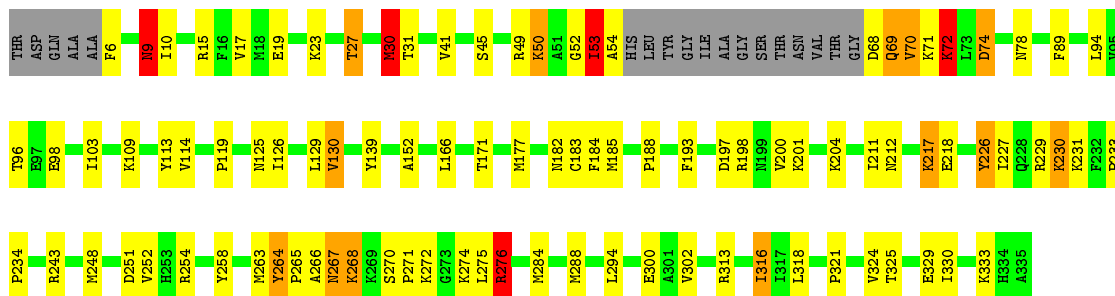 THR ASP GLN ALA ALA F6 N9 I10 R15 F16 V17 M18 E19 K23 T27 M30 T31 V41 S45 R49 K50 A51 G52 I53 A54 HIS LEU TYR GLY ILE ALA GLY SER THR ASN VAL THR GLY D68 Q69 V70 K71 K72 L73 D74 N78 F89 L94 V95
T96 E97 E98 I103 K109 Y113 V114 P119 N125 I126 L129 V130 Y139 A152 L166 T171 M177 N182 C183 F184 M185 P188 F193 D197 R198 N199 V200 K201 K204 I211 N212 K217 E218 Y226 I227 Q228 R229 K230 K231 F232
P234 R243 M248 D251 V252 H253 R254 Y258 M263 Y264 P265 A266 N267 K268 K269 S270 P271 K272 G273 K274 L275 R276 M284 M288 L294 E300 A301 V302 R313 I316 I317 L318 P321 V324 T325 E329 I330 K333 H334 A335